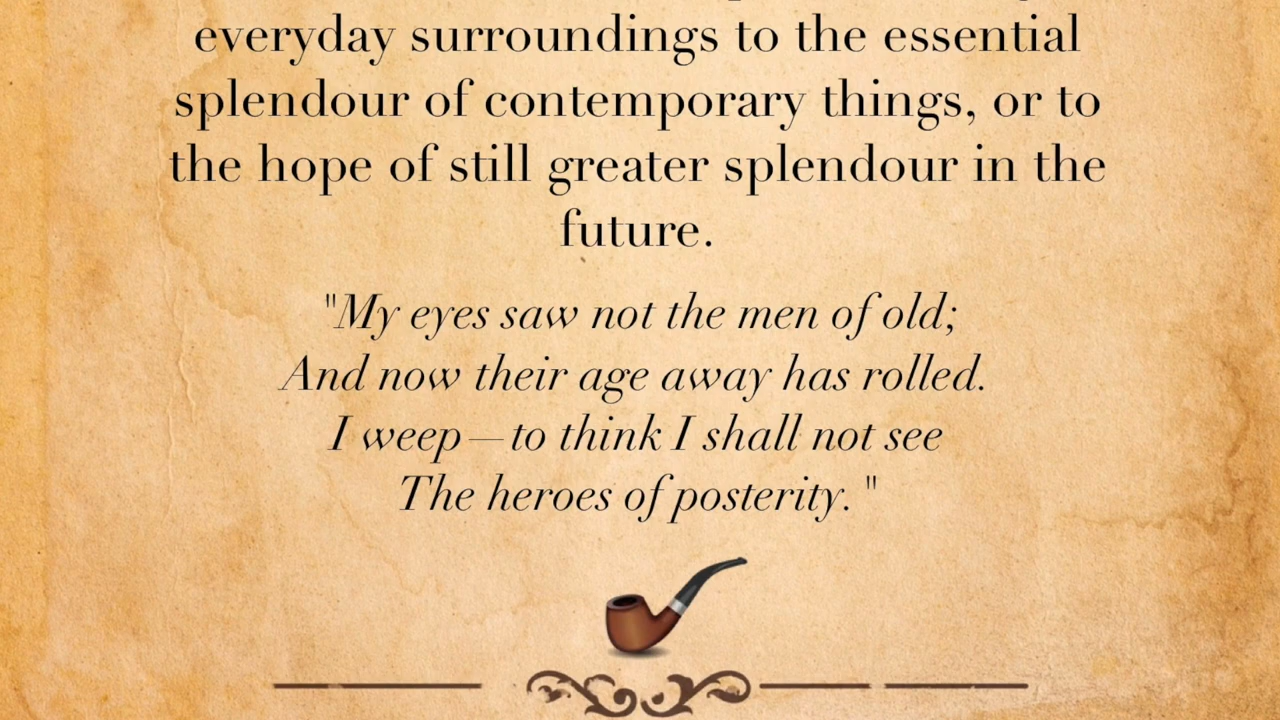 everyday surroundings to the essential
splendour of contemporary things, or to
the hope of still greater splendour in the
future.
"My eyes saw not the men of old;
And now their age away has rolled.
I weep—to think I shall not see
The heroes of posterity. "